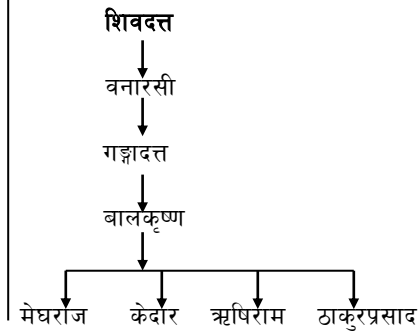 शिवदत्त
वनारसी
गङ्गादत्त
बालकृष्ण
मेघराज केदार ऋषिराम ठाकुरप्रसाद